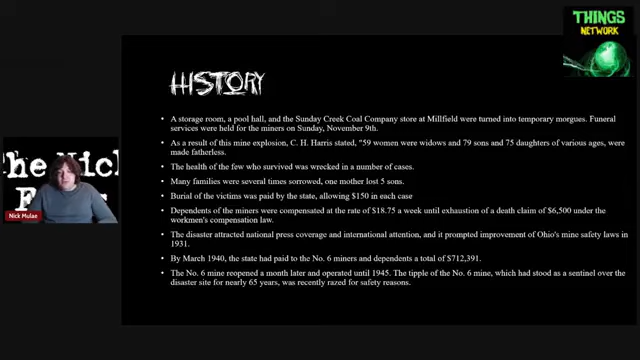 THINGS
NETWORK
HISTORY
• A storage room, a pool hall, and the Sunday Creek Coal Company store at Millfield were turned into temporary morgues. Funeral
services were held for the miners on Sunday, November 9th.
• As a result of this mine explosion, C. H. Harris stated, "59 women were widows and 79 sons and 75 daughters of various ages, were
made fatherless.
• The health of the few who survived was wrecked in a number of cases.
• Many families were several times sorrowed, one mother lost 5 sons.
• Burial of the victims was paid by the state, allowing $150 in each case
• Dependents of the miners were compensated at the rate of $18.75 a week until exhaustion of a death claim of $6,500 under the
workmen's compensation law.
• The disaster attracted national press coverage and international attention, and it prompted improvement of Ohio's mine safety laws in
1931.
• By March 1940, the state had paid to the No. 6 miners and dependents a total of $712,391.
• The No. 6 mine reopened a month later and operated until 1945. The tipple of the No. 6 mine, which had stood as a sentinel over the
disaster site for nearly 65 years, was recently razed for safety reasons.
he Nick
Nick Mulae